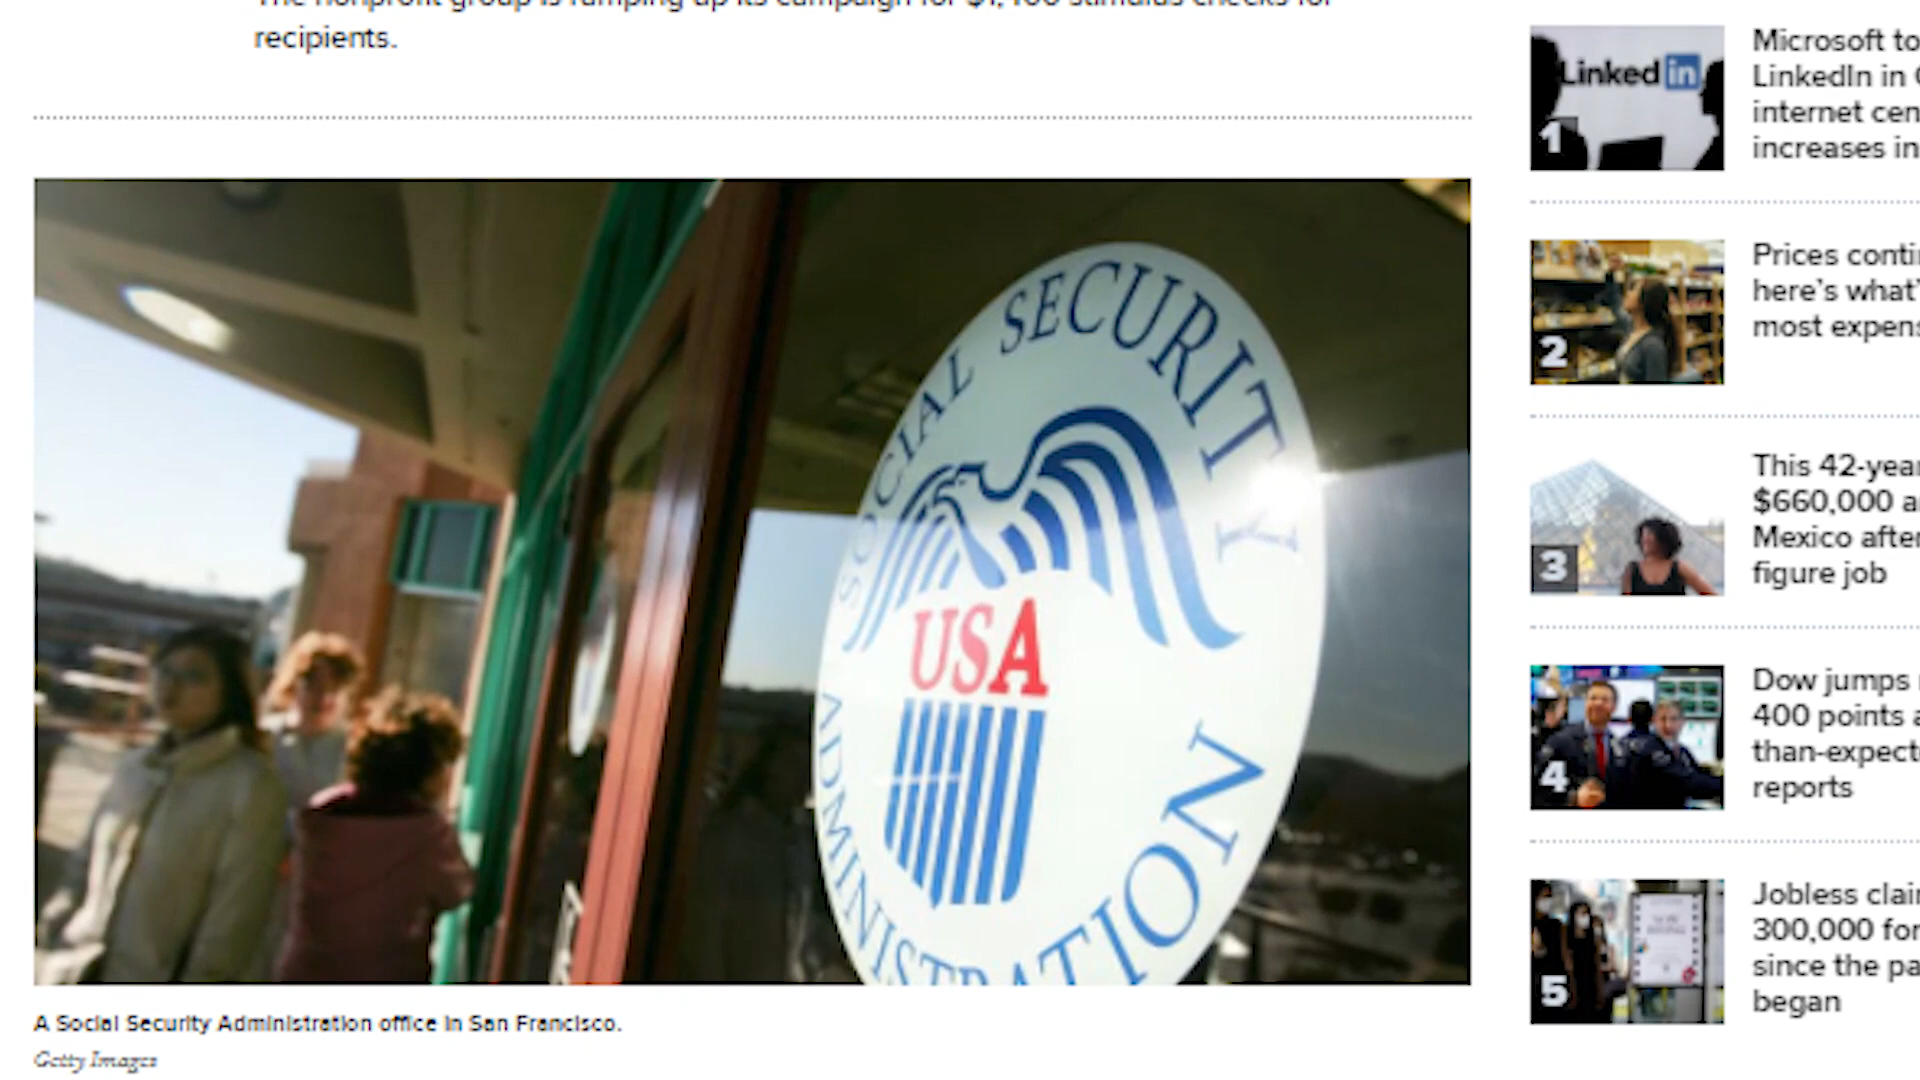 The nonprofit group is ramping up its campaign for $1,400 stimulus checks for
recipients.
SOCIAL SECURITY
USA
ADMINISTRATION
A Social Security Administration office in San Francisco.
Getty Images
Linked in
1
Microsoft to
LinkedIn in
internet cen
increases in
2
Prices conti
here's what'
most expens
3
This 42-year
$660,000 a
Mexico after
figure job
4
Dow jumps
400 points a
than-expect
reports
5
Jobless clai
300,000 for
since the pa
began